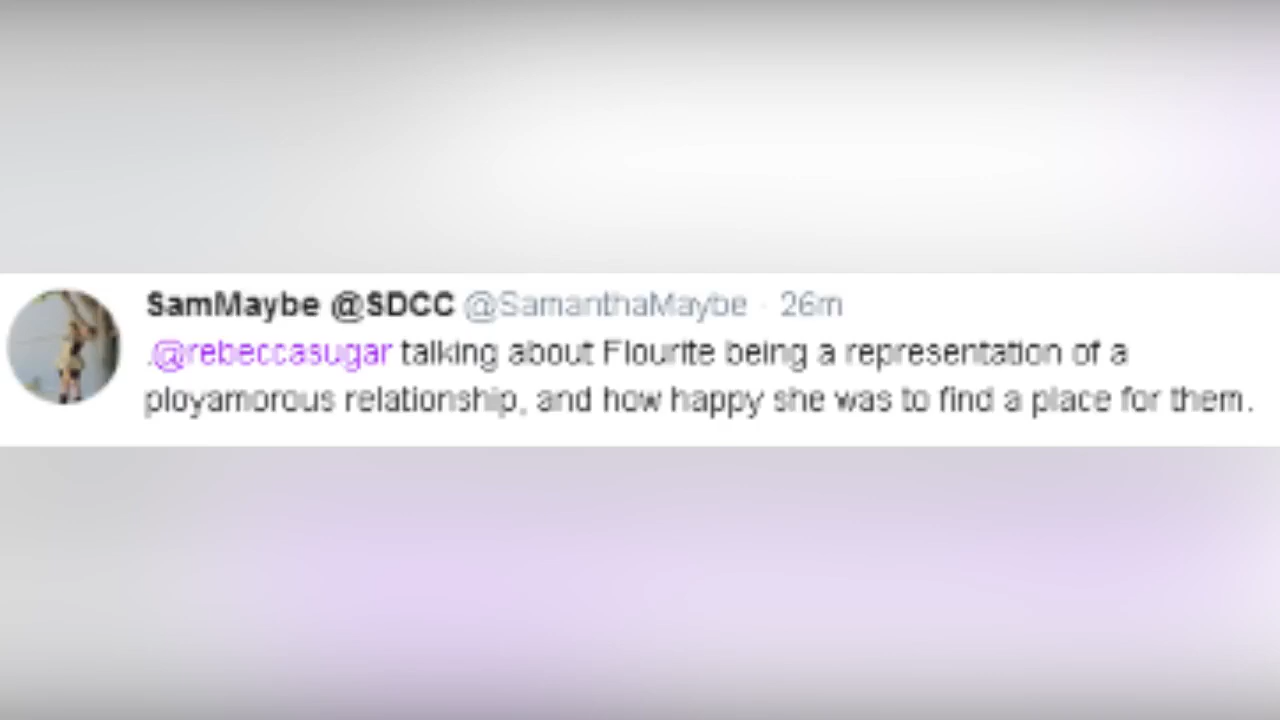 SamMaybe @SDCC @SamanthaMaybe · 26m
.@rebeccasugar talking about Flourite being a representation of a
ployamorous relationship, and how happy she was to find a place for them.